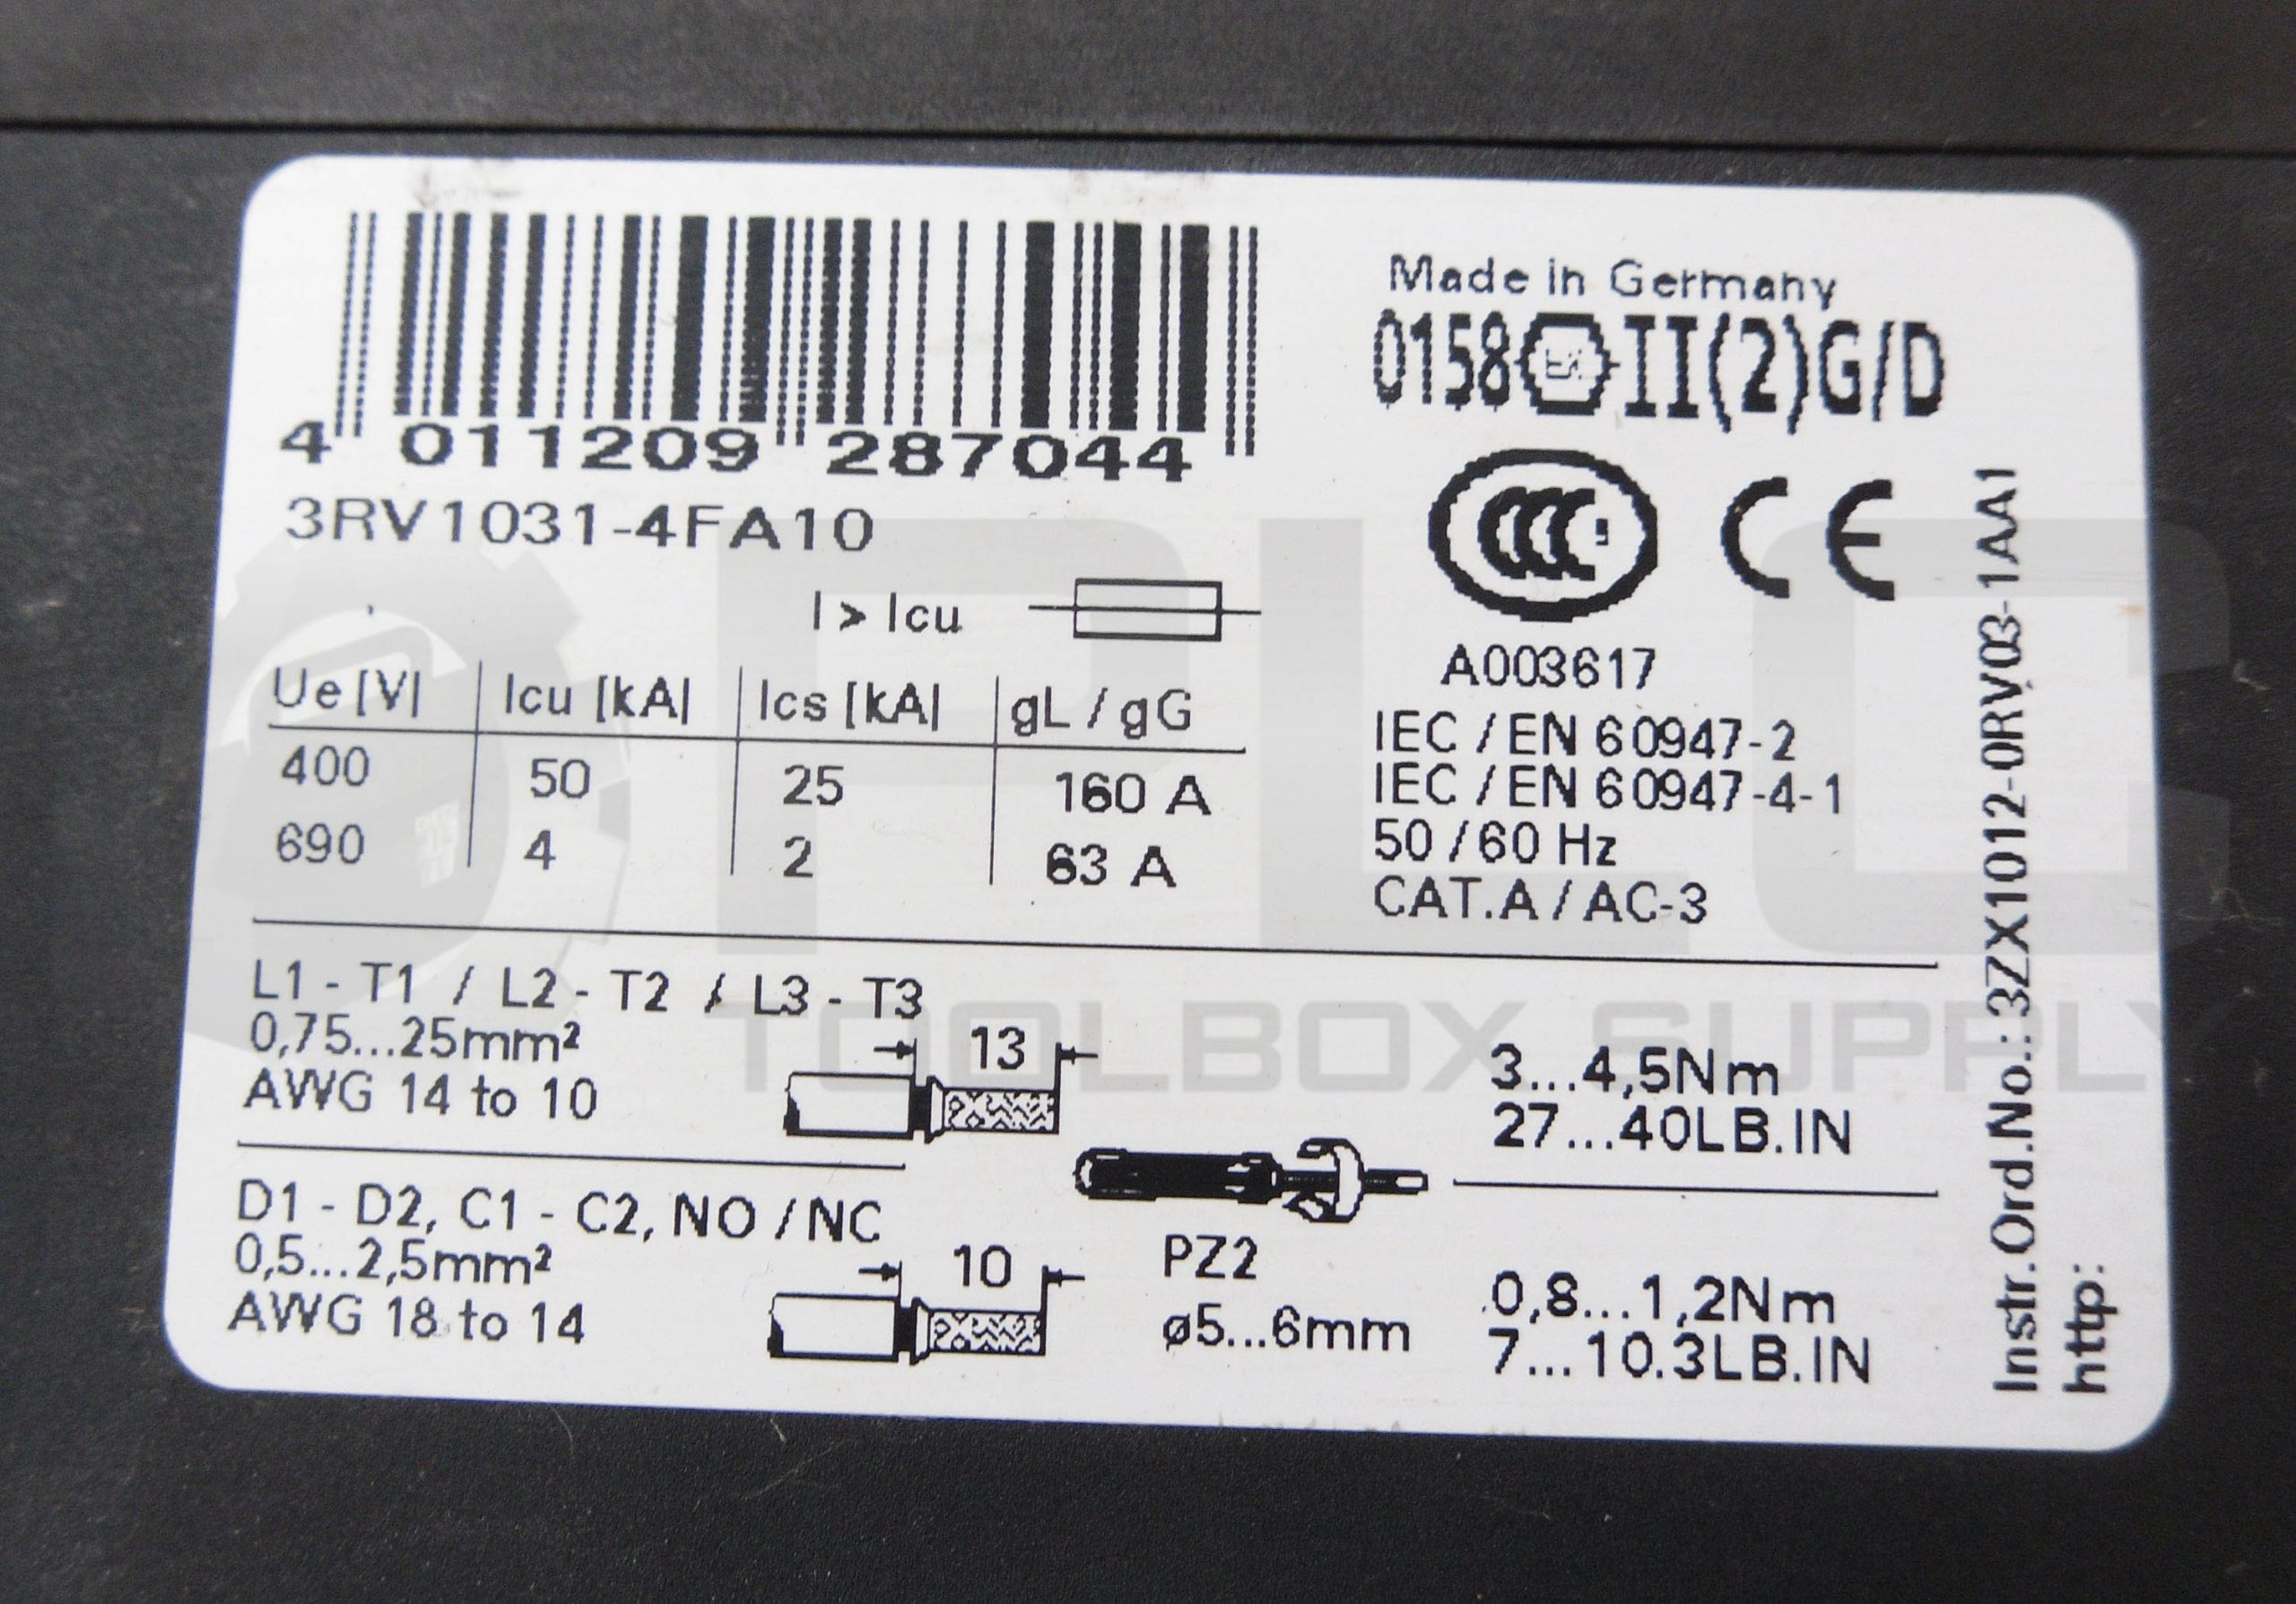 4 011209 287044
3RV1031-4FA10
I > Icu
Ue [V] Icu [kA] Ics [kA] gL / gG
400 50 25 160 A
690 4 2 63 A
Made in Germany
0158 Ex II(2)G/D
CCC CE
A003617
IEC / EN 60947-2
IEC / EN 60947-4-1
50 / 60 Hz
CAT.A / AC-3
L1 - T1 / L2 - T2 / L3 - T3
0,75...25mm²
AWG 14 to 10
13
3...4,5Nm
27...40LB.IN
D1 - D2, C1 - C2, NO / NC
0,5...2,5mm²
AWG 18 to 14
10
PZ2
ø5...6mm
0,8...1,2Nm
7...10.3LB.IN
Instr.Ord.No.: 3ZX1012-0RV03-1AA1
http:
PLC
TOOLBOX SUPPLY